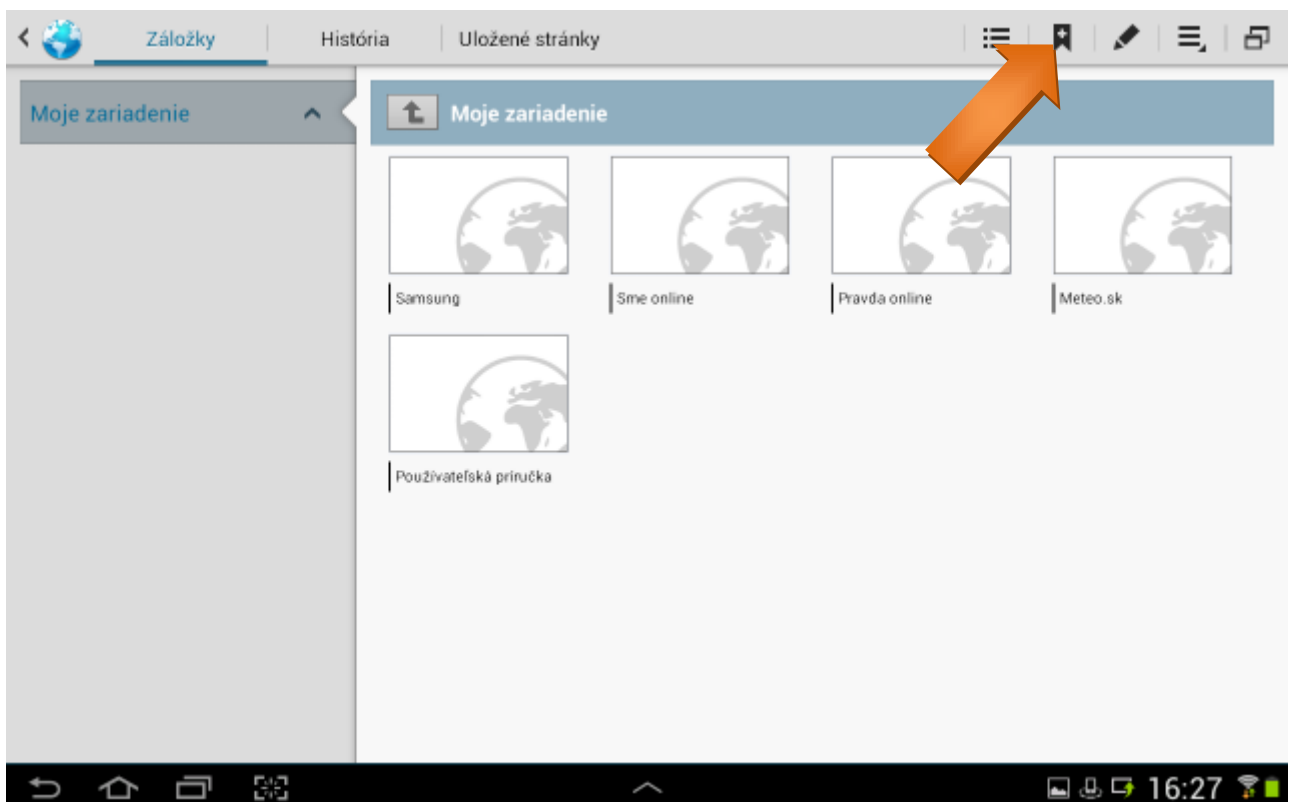 Záložky
História
Uložené stránky
Moje zariadenie
Moje zariadenie
Samsung
Sme online
Pravda online
Meteo.sk
Používateľská príručka
16:27